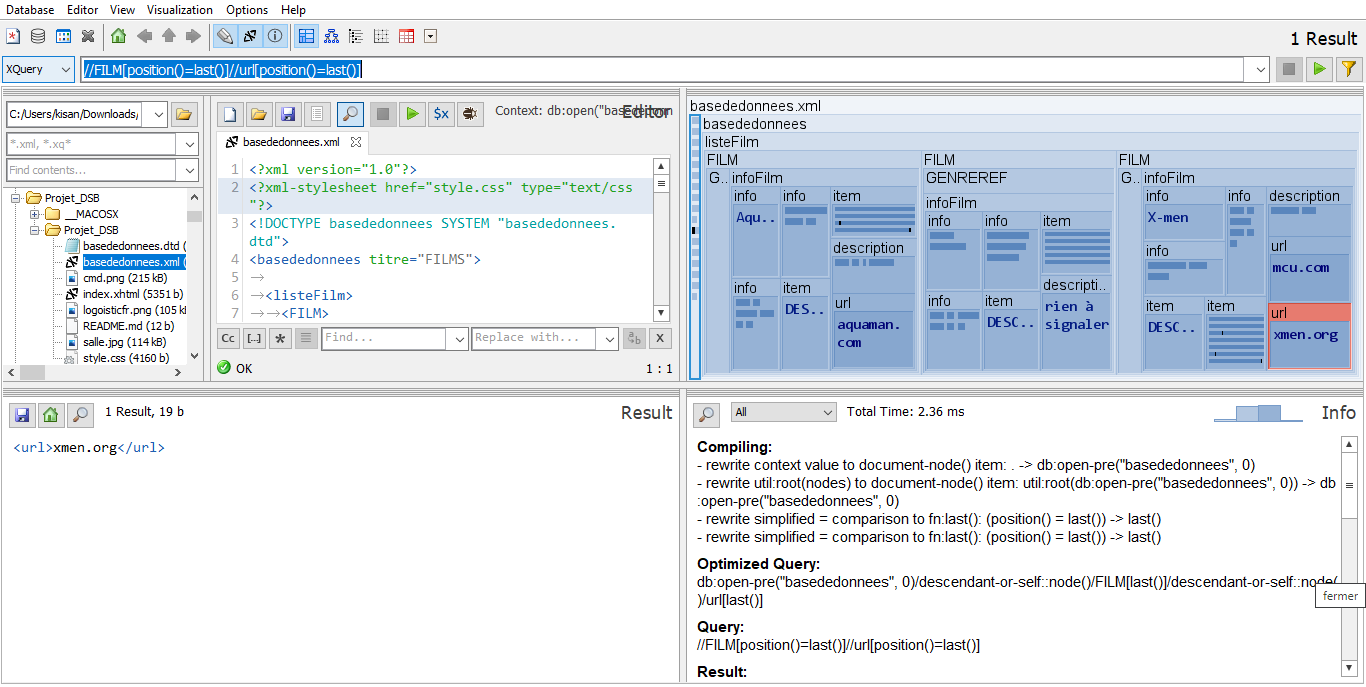 Database Editor View Visualization Options Help
1 Result
XQuery //FILM[position()=last()]//url[position()=last()]
C:/Users/kisan/Downloads/
*.xml, *.xq*
Find contents...
Projet_DSB
__MACOSX
Projet_DSB
basededonnees.dtd (
basededonnees.xml (
cmd.png (215 kB)
index.xhtml (5351 b)
logoisticfr.png (105 kB
README.md (12 b)
salle.jpg (114 kB)
style.css (4160 b)
$x
Context: db:open("basededonn
Editor
basededonnees.xml
1 <?xml version="1.0"?>
2 <?xml-stylesheet href="style.css" type="text/css
"?>
3 <!DOCTYPE basededonnees SYSTEM "basededonnees.
dtd">
4 <basededonnees titre="FILMS">
5
6 <listeFilm>
7 <FILM>
Cc [..] * Find... Replace with... X
OK
1 : 1
basededonnees.xml
basededonnees
listeFilm
FILM
G.. infoFilm
info info item
Aqu..
description
info item url
DES.. aquaman.
com
FILM
GENREREF
infoFilm
info info item
descripti..
info item rien à
DESC.. signaler
FILM
G.. infoFilm
info info description
X-men
url
info mcu.com
item item url
DESC.. xmen.org
1 Result, 19 b
Result
<url>xmen.org</url>
All Total Time: 2.36 ms
Info
Compiling:
- rewrite context value to document-node() item: . -> db:open-pre("basededonnees", 0)
- rewrite util:root(nodes) to document-node() item: util:root(db:open-pre("basededonnees", 0)) -> db
:open-pre("basededonnees", 0)
- rewrite simplified = comparison to fn:last(): (position() = last()) -> last()
- rewrite simplified = comparison to fn:last(): (position() = last()) -> last()
Optimized Query:
db:open-pre("basededonnees", 0)/descendant-or-self::node()/FILM[last()]/descendant-or-self::node(
)/url[last()]
fermer
Query:
//FILM[position()=last()]//url[position()=last()]
Result: